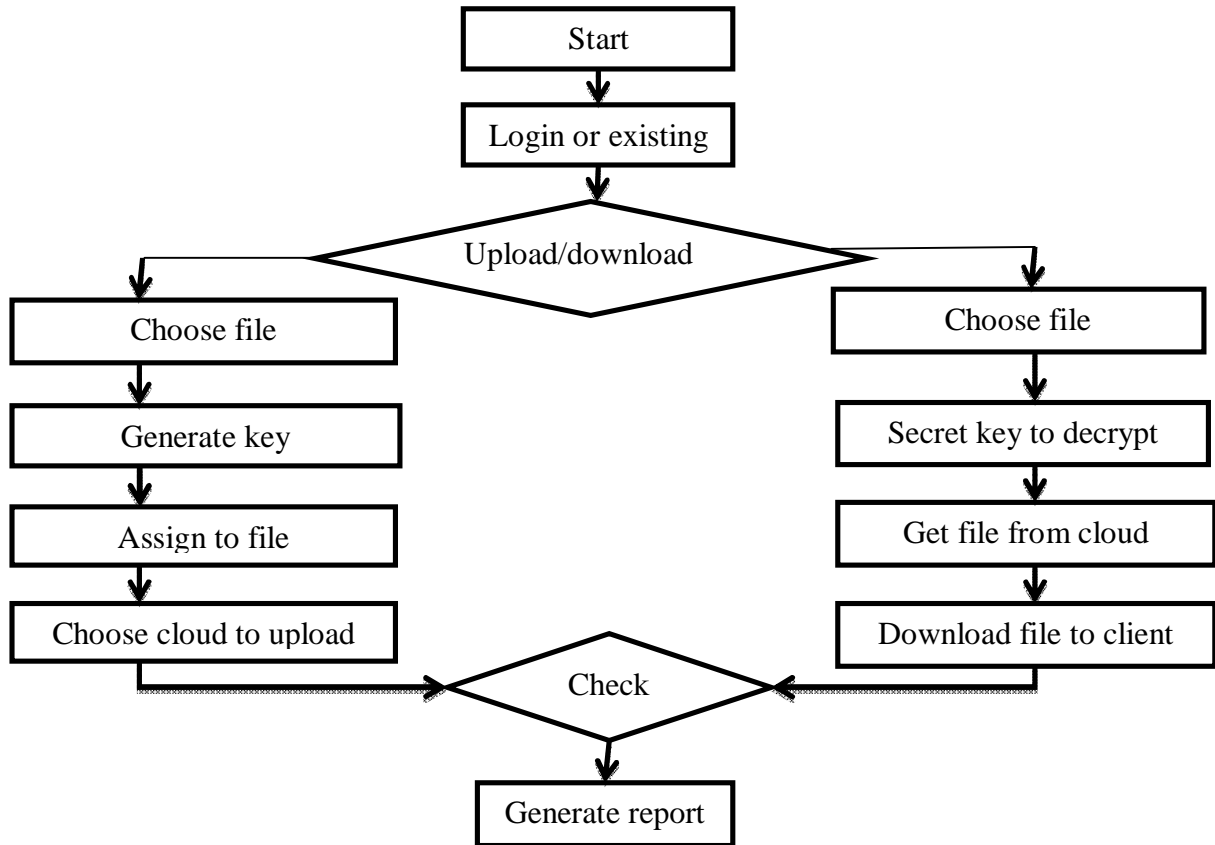 Start
Login or existing
Upload/download
Choose file
Generate key
Assign to file
Choose cloud to upload
Choose file
Secret key to decrypt
Get file from cloud
Download file to client
Check
Generate report